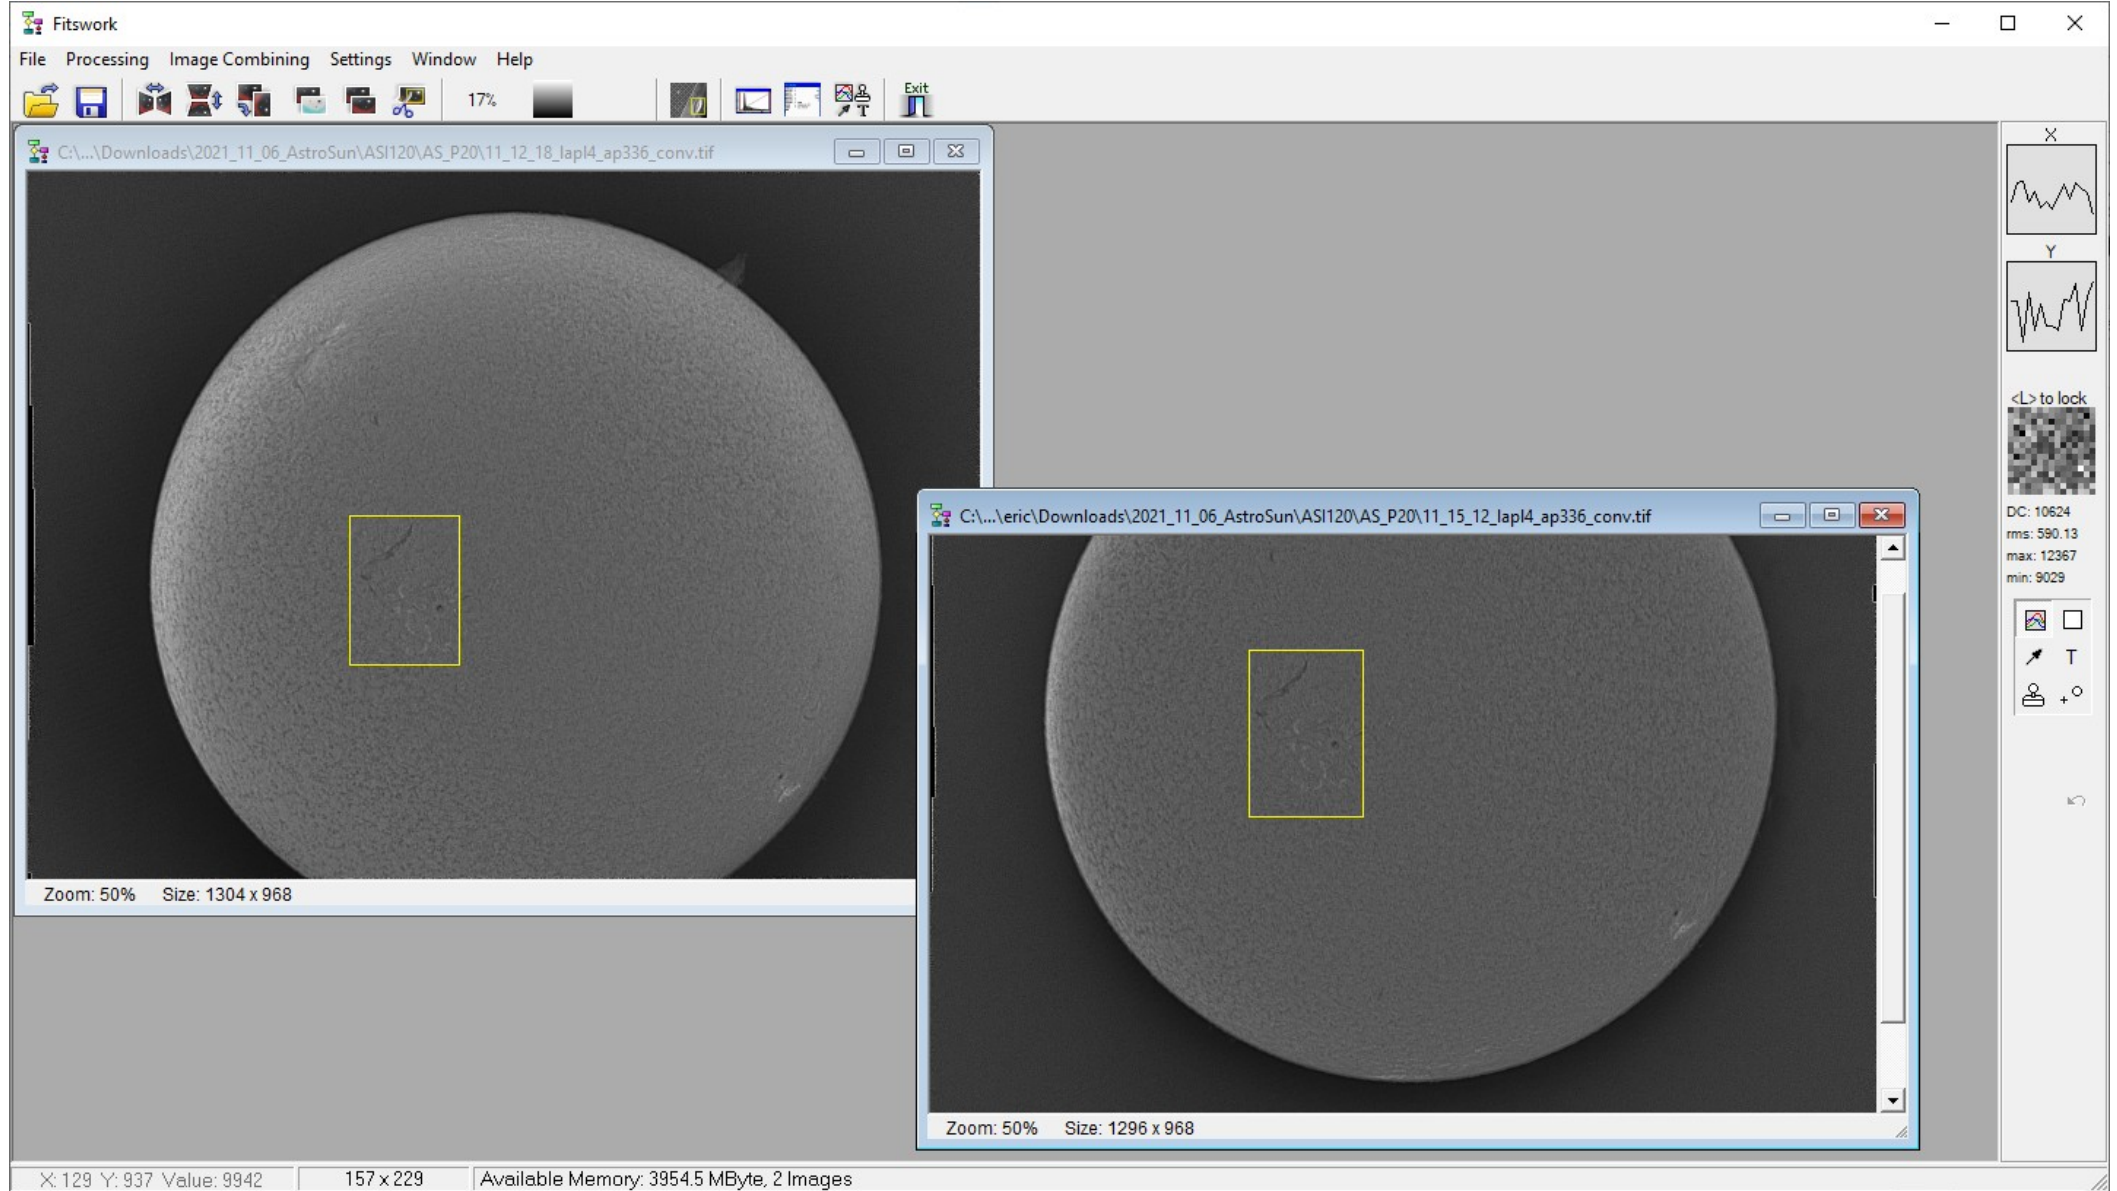 Fitswork
File Processing Image Combining Settings Window Help
17%
Exit
C:\...\Downloads\2021_11_06_AstroSun\ASI120\AS_P20\11_12_18_lapl4_ap336_conv.tif
Zoom: 50% Size: 1304 x 968
C:\...\eric\Downloads\2021_11_06_AstroSun\ASI120\AS_P20\11_15_12_lapl4_ap336_conv.tif
Zoom: 50% Size: 1296 x 968
X
Y
<L> to lock
DC: 10624
rms: 590.13
max: 12367
min: 9029
T
X: 129 Y: 937 Value: 9942 157 x 229 Available Memory: 3954.5 MByte, 2 Images